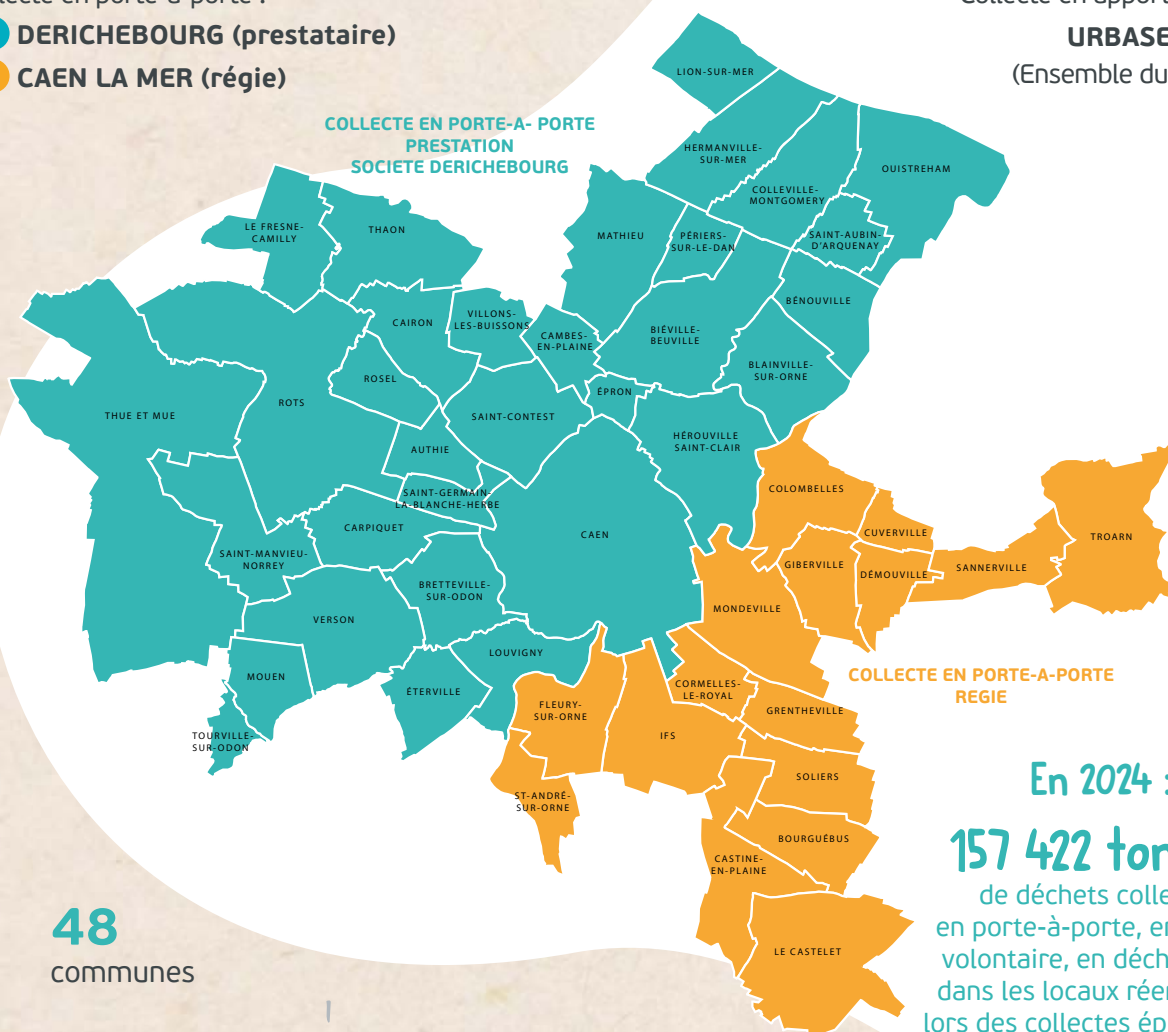 DERICHEBOURG (prestataire)
CAEN LA MER (régie)
Collecte en apport
URBASE
(Ensemble du
COLLECTE EN PORTE-A- PORTE
PRESTATION
SOCIETE DERICHEBOURG
LION-SUR-MER
HERMANVILLE-
SUR-MER
COLLEVILLE-
MONTGOMERY
OUISTREHAM
LE FRESNE-
CAMILLY
THAON
MATHIEU
PÉRIERS-
SUR-LE-DAN
SAINT-AUBIN-
D'ARQUENAY
BÉNOUVILLE
CAIRON
VILLONS-
LES-BUISSONS
CAMBES-
EN-PLAINE
BIÉVILLE-
BEUVILLE
BLAINVILLE-
SUR-ORNE
ROSEL
ÉPRON
THUE ET MUE
ROTS
SAINT-CONTEST
HÉROUVILLE
SAINT-CLAIR
AUTHIE
SAINT-GERMAIN-
LA-BLANCHE-HERBE
CARPIQUET
CAEN
COLOMBELLES
CUVERVILLE
TROARN
SAINT-MANVIEU-
NORREY
GIBERVILLE
DÉMOUVILLE
SANNERVILLE
BRETTEVILLE-
SUR-ODON
MONDEVILLE
VERSON
LOUVIGNY
MOUEN
ÉTERVILLE
CORMELLES-
LE-ROYAL
COLLECTE EN PORTE-A-PORTE
REGIE
FLEURY-
SUR-ORNE
GRENTHEVILLE
TOURVILLE-
SUR-ODON
IFS
SOLIERS
ST-ANDRÉ-
SUR-ORNE
BOURGUÉBUS
CASTINE-
EN-PLAINE
LE CASTELET
En 2024 :
157 422 ton
de déchets colle
en porte-à-porte, en
volontaire, en déch
dans les locaux réem
lors des collectes ép
48
communes